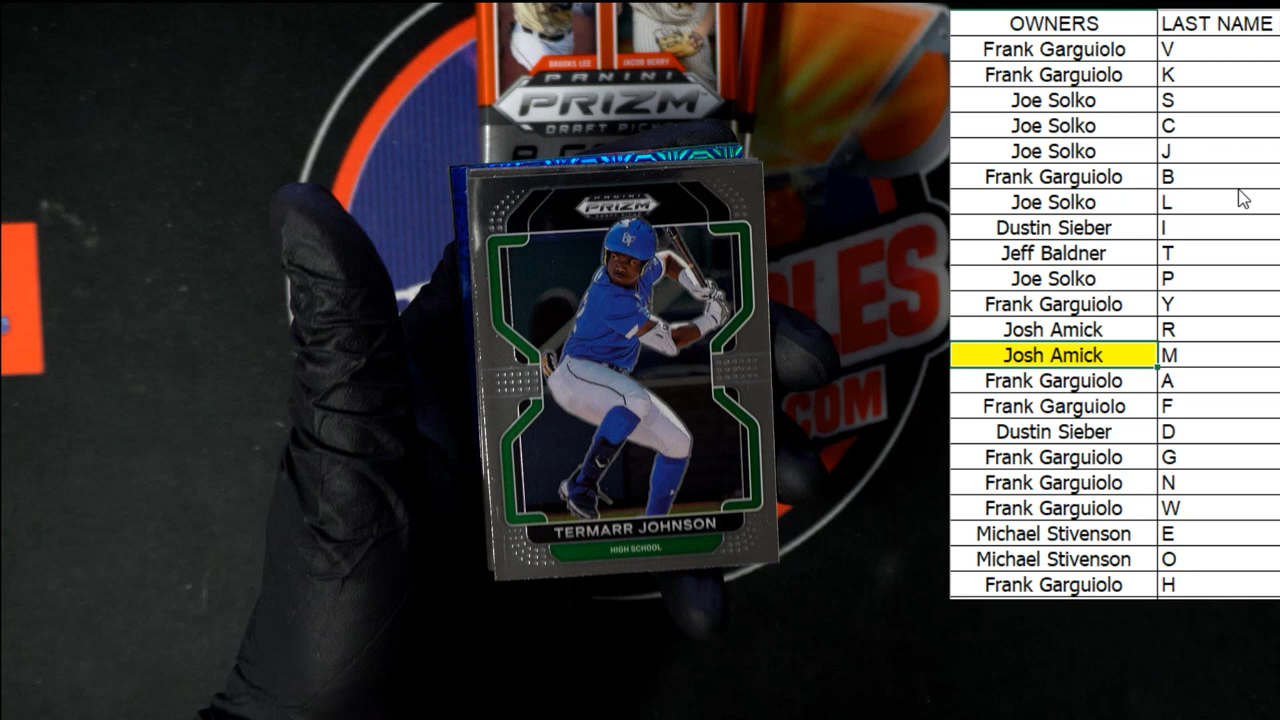 BROOKS LEE JACOB BERRY
PANINI
PRIZM
DRAFT PICKS
PANINI
PRIZM
BF
TERMARR JOHNSON
HIGH SCHOOL
LES
.COM
OWNERS LAST NAME
Frank Garguiolo V
Frank Garguiolo K
Joe Solko S
Joe Solko C
Joe Solko J
Frank Garguiolo B
Joe Solko L
Dustin Sieber I
Jeff Baldner T
Joe Solko P
Frank Garguiolo Y
Josh Amick R
Josh Amick M
Frank Garguiolo A
Frank Garguiolo F
Dustin Sieber D
Frank Garguiolo G
Frank Garguiolo N
Frank Garguiolo W
Michael Stivenson E
Michael Stivenson O
Frank Garguiolo H